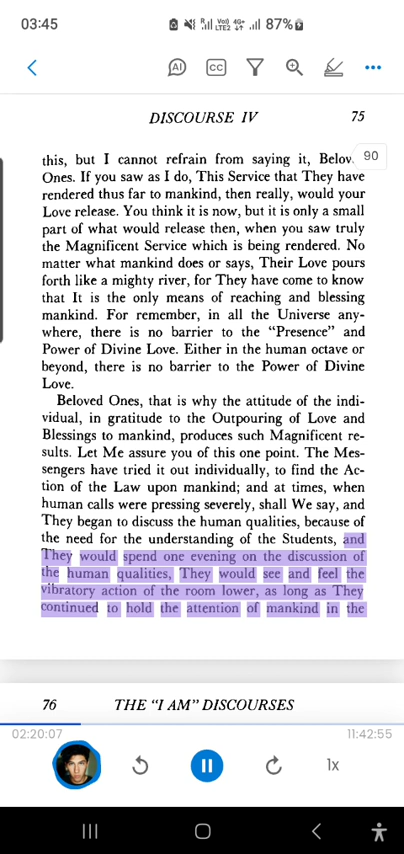 03:45
R
Vo))
LTE2
4G+
87%
AI
CC
DISCOURSE IV 75
90
this, but I cannot refrain from saying it, Belov
Ones. If you saw as I do, This Service that They have
rendered thus far to mankind, then really, would your
Love release. You think it is now, but it is only a small
part of what would release then, when you saw truly
the Magnificent Service which is being rendered. No
matter what mankind does or says, Their Love pours
forth like a mighty river, for They have come to know
that It is the only means of reaching and blessing
mankind. For remember, in all the Universe any-
where, there is no barrier to the “Presence” and
Power of Divine Love. Either in the human octave or
beyond, there is no barrier to the Power of Divine
Love.
Beloved Ones, that is why the attitude of the indi-
vidual, in gratitude to the Outpouring of Love and
Blessings to mankind, produces such Magnificent re-
sults. Let Me assure you of this one point. The Mes-
sengers have tried it out individually, to find the Ac-
tion of the Law upon mankind; and at times, when
human calls were pressing severely, shall We say, and
They began to discuss the human qualities, because of
the need for the understanding of the Students, and
They would spend one evening on the discussion of
the human qualities, They would see and feel the
vibratory action of the room lower, as long as They
continued to hold the attention of mankind in the
76 THE “I AM” DISCOURSES
02:20:07 11:42:55
1x